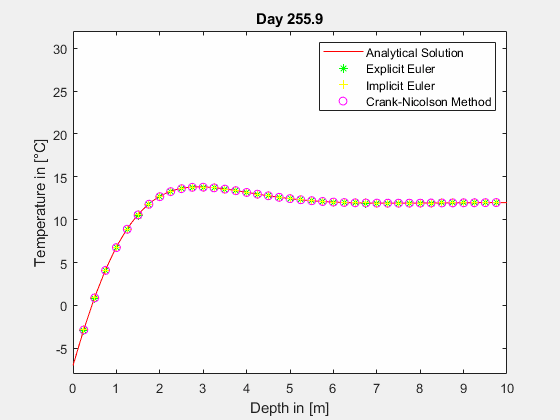 Day 255.9
Analytical Solution
Explicit Euler
Implicit Euler
Crank-Nicolson Method
Temperature in [°C]
30
25
20
15
10
5
0
-5
0 1 2 3 4 5 6 7 8 9 10
Depth in [m]